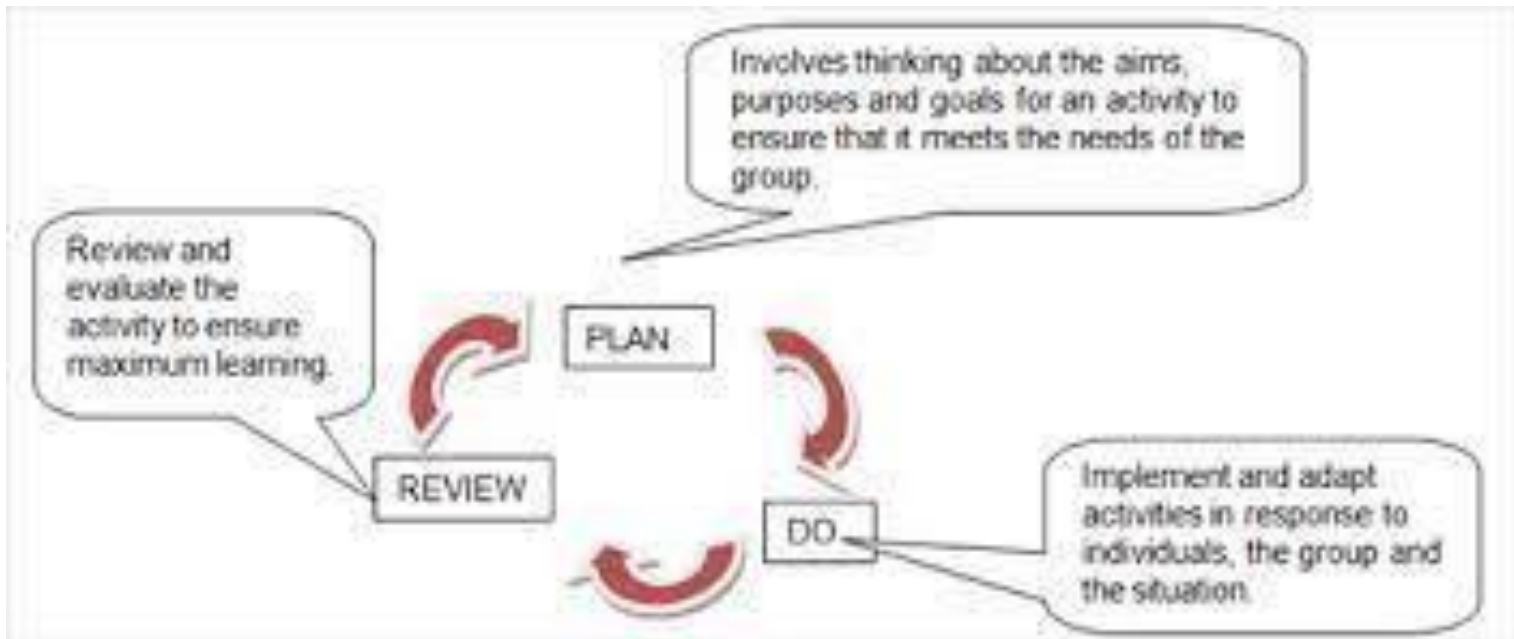 Involves thinking about the aims,
purposes and goals for an activity to
ensure that it meets the needs of the
group.
Review and
evaluate the
activity to ensure
maximum learning.
PLAN
REVIEW
DO
Implement and adapt
activities in response to
individuals, the group and
the situation.